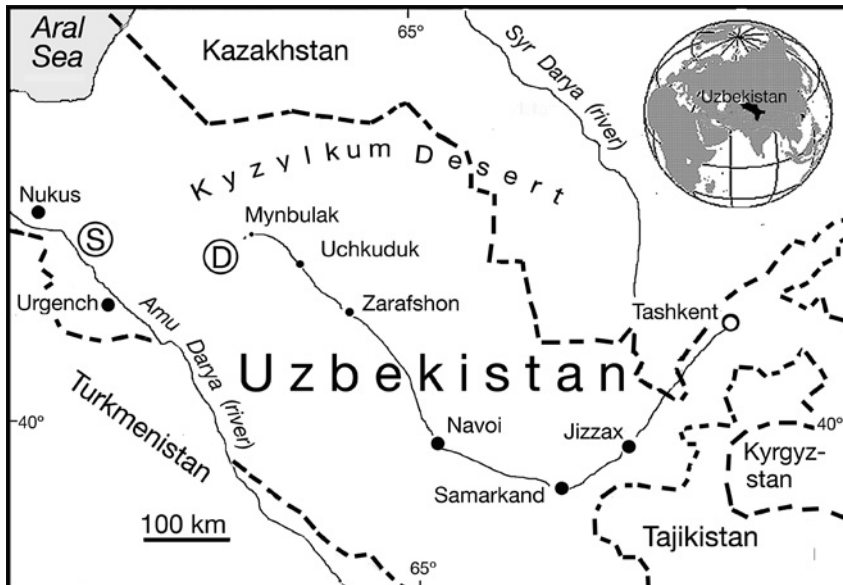 Aral
Sea
Kazakhstan
65°
Syr Darya (river)
Uzbekistan
Kyzylkum Desert
Nukus
S
Mynbulak
D
Uchkuduk
Urgench
Zarafshon
Tashkent
Amu Darya (river)
Uzbekistan
Turkmenistan
40°
Navoi
Jizzax
40°
Kyrgyz-
stan
Samarkand
100 km
Tajikistan
65°